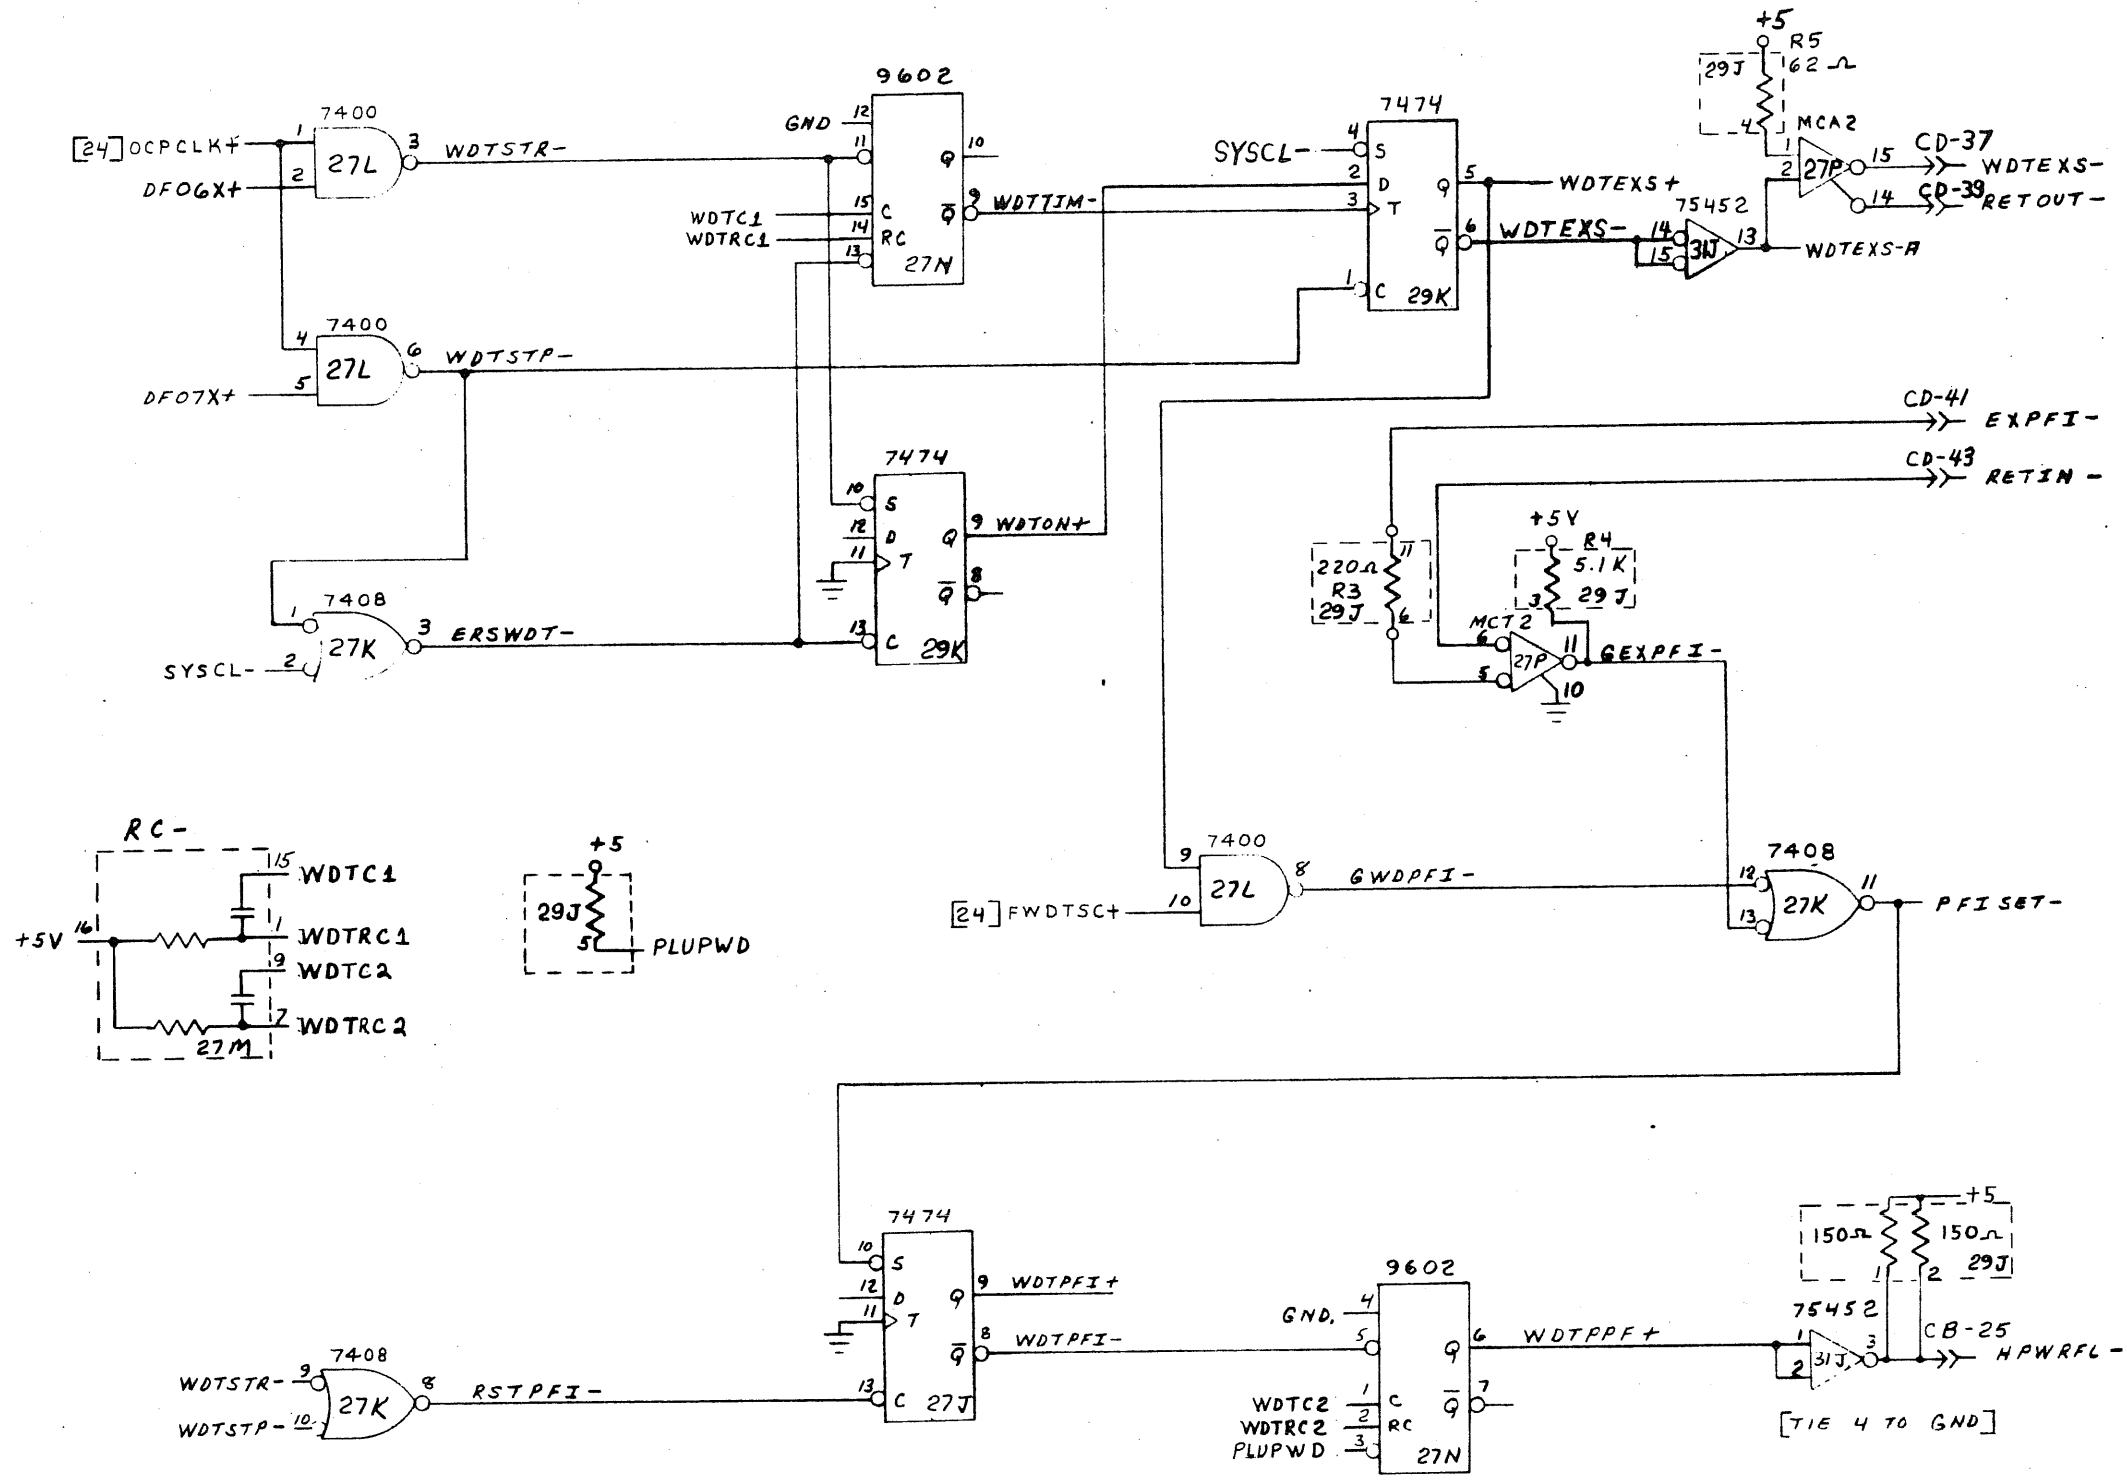 7400
[24] OCPCLK+ 1 3 WDTSTR-
27L
DF06X+ 2
7400
4 6 WDTSTP-
27L
DF07X+ 5
7408
1 3 ERSWDT-
27K
SYSCL- 2
9602
GND 12
11 Q 10
WDTC1 15 C Q 9 WDTTIM-
WDTRC1 14 RC
13 27N
7474
10 S
12 D Q 9 WDTON+
11 T
Q 8
13 C 29K
7474
SYSCL- 4 S
2 D Q 5 WDTEXS+
3 T
Q 6 WDTEXS-
1 C 29K
75452
14 13 WDTEXS-A
15 31J
+5
29J R5
62Ω
4
MCA2
1 27P 15 CD-37 WDTEXS-
2 14 CD-39 RETOUT-
CD-41 EXPFI-
CD-43 RETIN-
11
220Ω
R3
29J 6
+5V
R4
5.1K
3 29J
MCT2
6 27P 11 GEXPFI-
5 10
RC-
15 WDTC1
1 WDTRC1
+5V 16
9 WDTC2
7 WDTRC2
27M
+5
29J
5 PLUPWD
7400
9 27L 8 GWDPFI-
[24] FWDTSC+ 10
7408
12 27K 11 PFISET-
13
7474
10 S
12 D Q 9 WDTPFI+
11 T
Q 8 WDTPFI-
13 C 27J
7408
WDTSTR- 9 8 RSTPFI-
27K
WDTSTP- 10
9602
GND. 4
5 Q 6 WDTPPF+
WDTC2 1 C Q 7
WDTRC2 2 RC
PLUPWD 3 27N
+5
150Ω 150Ω
29J
1 2
75452
1 31J 3 CB-25 HPWRFL-
2
[TIE 4 TO GND]